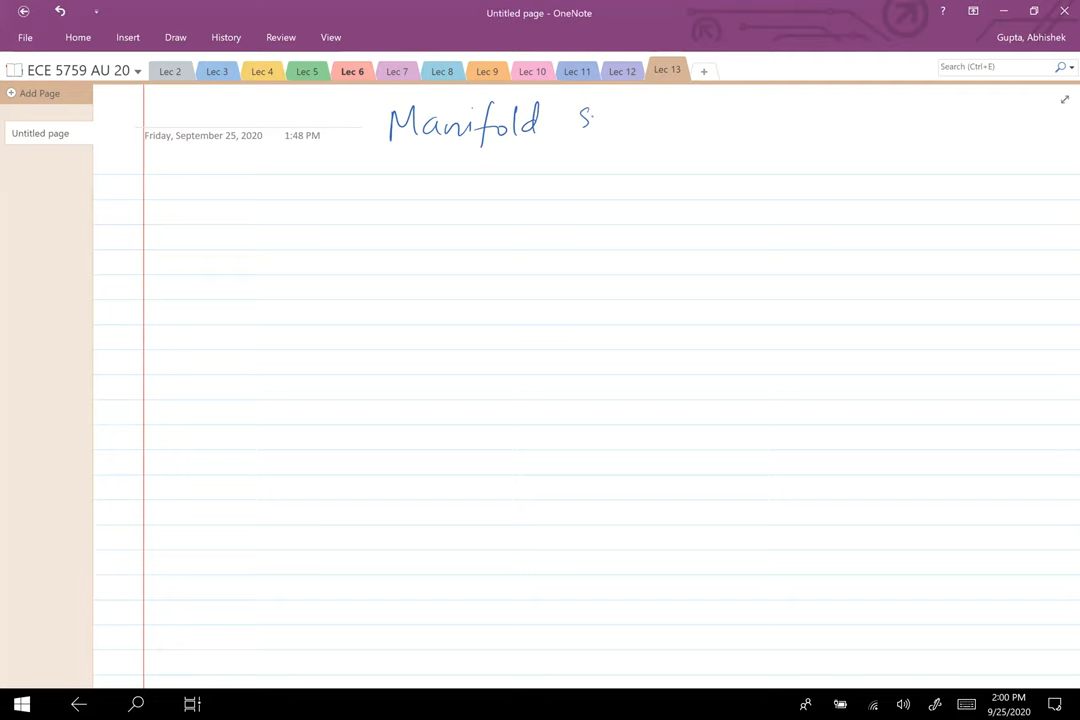 Untitled page - OneNote
File Home Insert Draw History Review View
Gupta, Abhishek
ECE 5759 AU 20
Lec 2 Lec 3 Lec 4 Lec 5 Lec 6 Lec 7 Lec 8 Lec 9 Lec 10 Lec 11 Lec 12 Lec 13
Search (Ctrl+E)
Add Page
Untitled page
Manifold s
Friday, September 25, 2020 1:48 PM
2:00 PM
9/25/2020